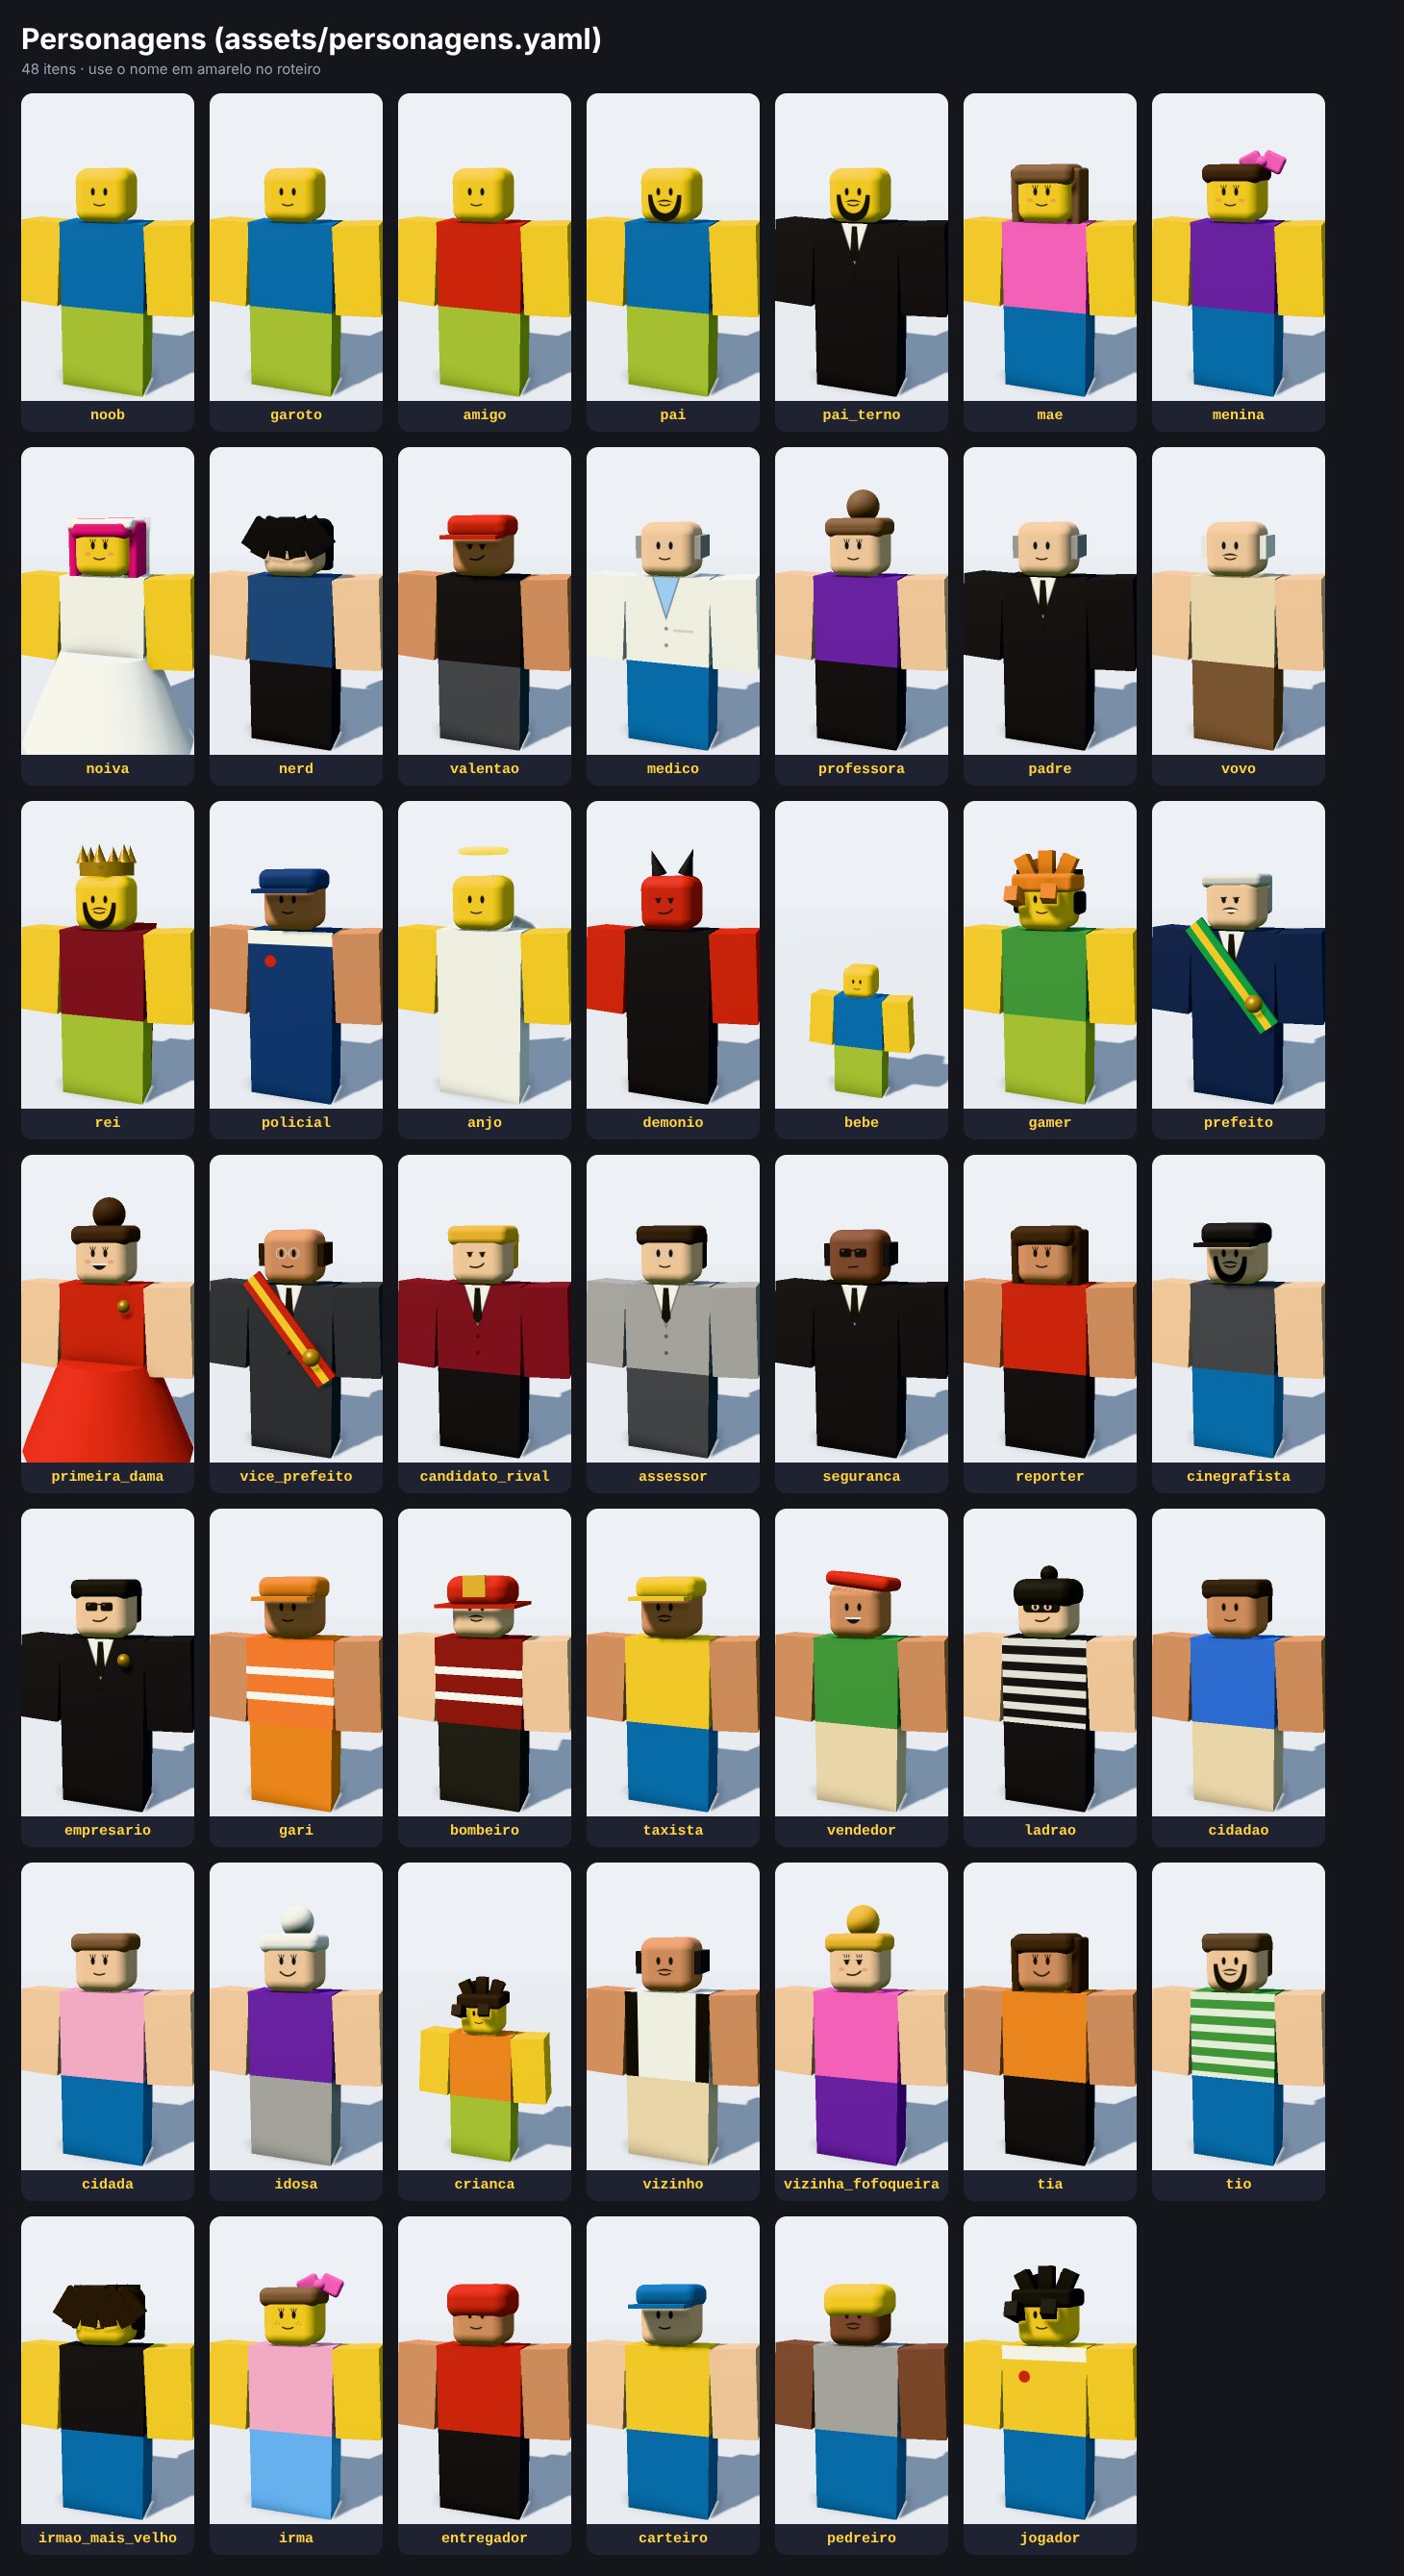 Personagens (assets/personagens.yaml)
48 itens · use o nome em amarelo no roteiro
noob
garoto
amigo
pai
pai_terno
mae
menina
noiva
nerd
valentao
medico
professora
padre
vovo
rei
policial
anjo
demonio
bebe
gamer
prefeito
primeira_dama
vice_prefeito
candidato_rival
assessor
seguranca
reporter
cinegrafista
empresario
gari
bombeiro
taxista
vendedor
ladrao
cidadao
cidada
idosa
crianca
vizinho
vizinha_fofoqueira
tia
tio
irmao_mais_velho
irma
entregador
carteiro
pedreiro
jogador